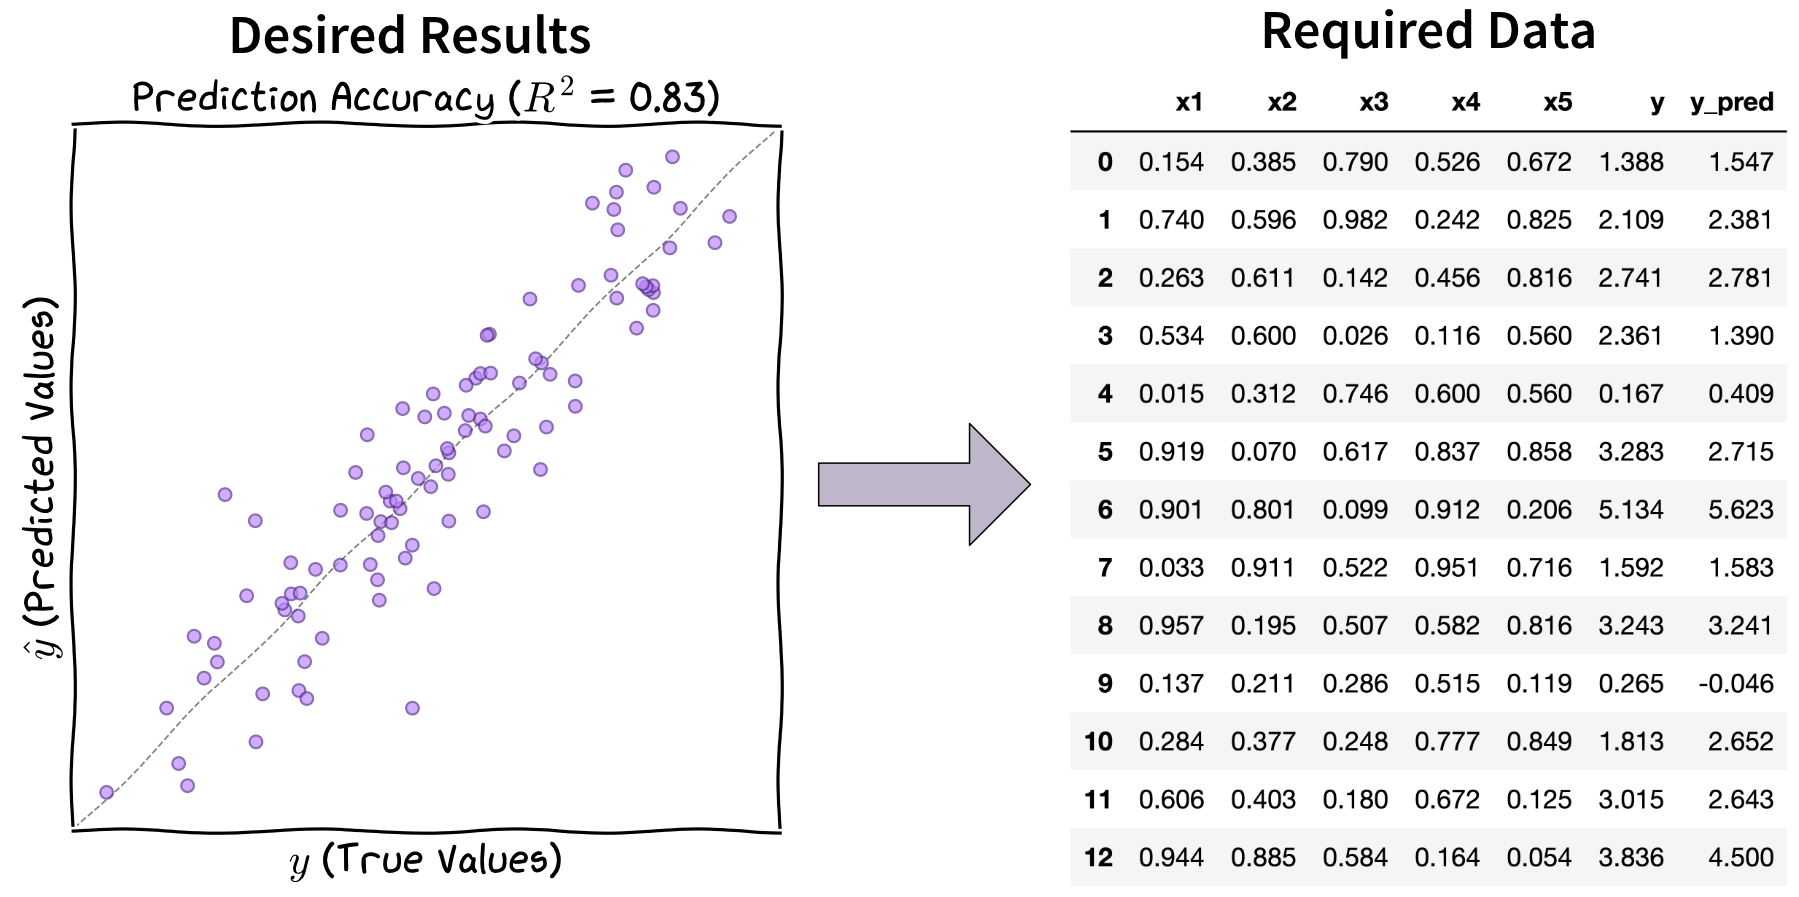 Desired Results
Prediction Accuracy (R² = 0.83)
ŷ (Predicted Values)
y (True Values)
Required Data
x1 x2 x3 x4 x5 y y_pred
0 0.154 0.385 0.790 0.526 0.672 1.388 1.547
1 0.740 0.596 0.982 0.242 0.825 2.109 2.381
2 0.263 0.611 0.142 0.456 0.816 2.741 2.781
3 0.534 0.600 0.026 0.116 0.560 2.361 1.390
4 0.015 0.312 0.746 0.600 0.560 0.167 0.409
5 0.919 0.070 0.617 0.837 0.858 3.283 2.715
6 0.901 0.801 0.099 0.912 0.206 5.134 5.623
7 0.033 0.911 0.522 0.951 0.716 1.592 1.583
8 0.957 0.195 0.507 0.582 0.816 3.243 3.241
9 0.137 0.211 0.286 0.515 0.119 0.265 -0.046
10 0.284 0.377 0.248 0.777 0.849 1.813 2.652
11 0.606 0.403 0.180 0.672 0.125 3.015 2.643
12 0.944 0.885 0.584 0.164 0.054 3.836 4.500